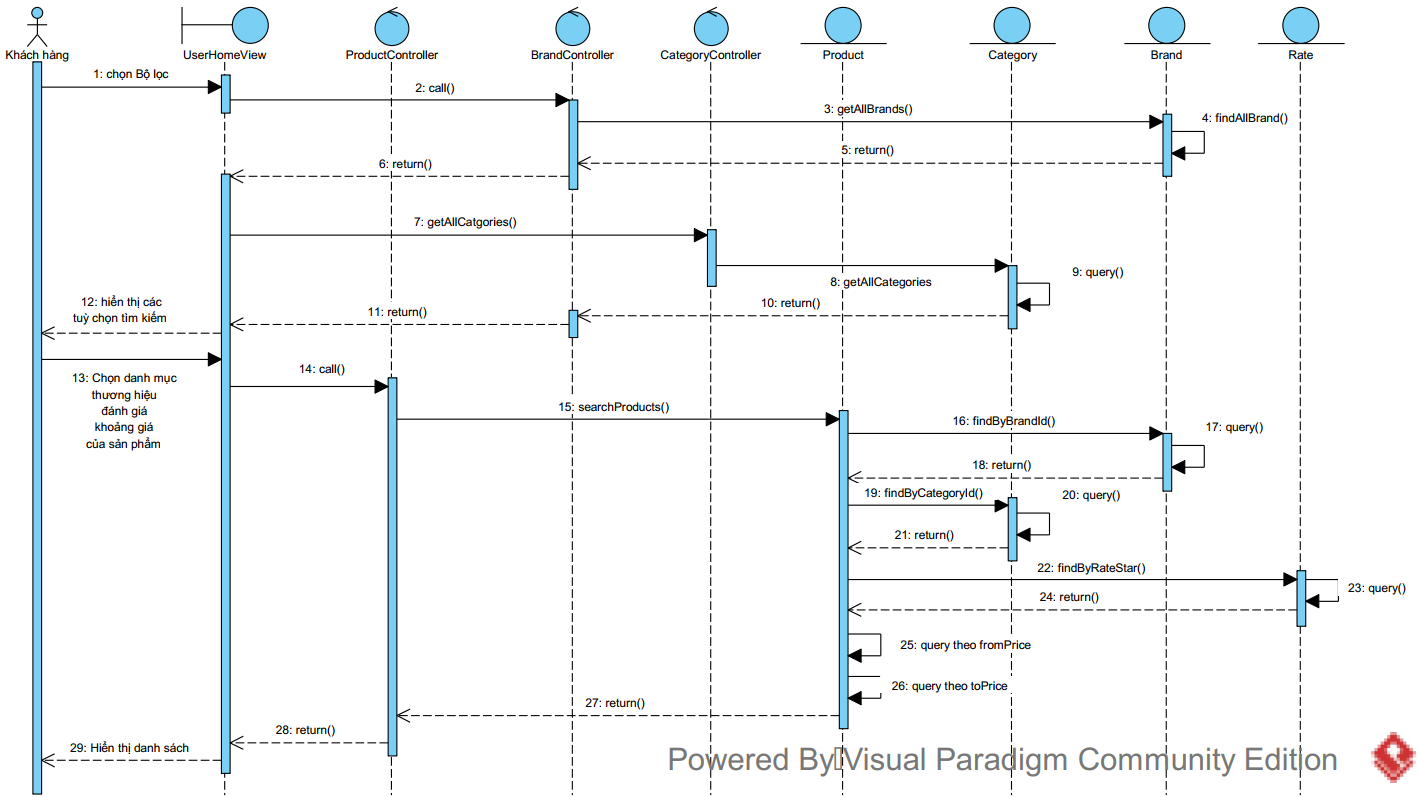 Khách hàng
UserHomeView
ProductController
BrandController
CategoryController
Product
Category
Brand
Rate
1: chọn Bộ lọc
2: call()
3: getAllBrands()
4: findAllBrand()
5: return()
6: return()
7: getAllCatgories()
8: getAllCategories
9: query()
10: return()
11: return()
12: hiển thị các
tuỳ chọn tìm kiếm
13: Chọn danh mục
thương hiệu
đánh giá
khoảng giá
của sản phẩm
14: call()
15: searchProducts()
16: findByBrandId()
17: query()
18: return()
19: findByCategoryId()
20: query()
21: return()
22: findByRateStar()
23: query()
24: return()
25: query theo fromPrice
26: query theo toPrice
27: return()
28: return()
29: Hiển thị danh sách
Powered By Visual Paradigm Community Edition